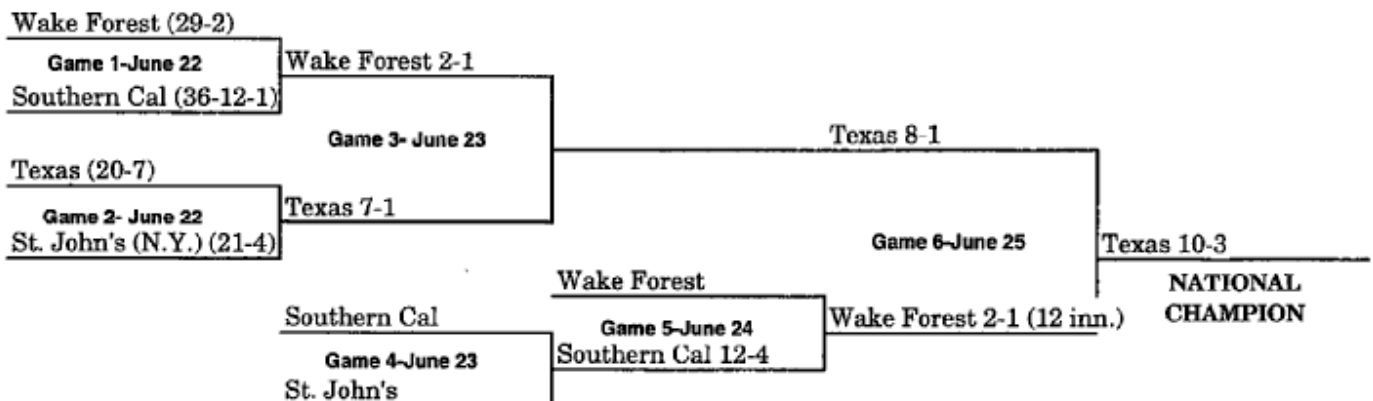 Wake Forest (29-2)
Game 1-June 22
Southern Cal (36-12-1)
Wake Forest 2-1
Game 3- June 23
Texas (20-7)
Game 2- June 22
St. John's (N.Y.) (21-4)
Texas 7-1
Texas 8-1
Game 6-June 25
Texas 10-3
NATIONAL
CHAMPION
Wake Forest
Game 5-June 24
Southern Cal 12-4
Wake Forest 2-1 (12 inn.)
Southern Cal
Game 4-June 23
St. John's